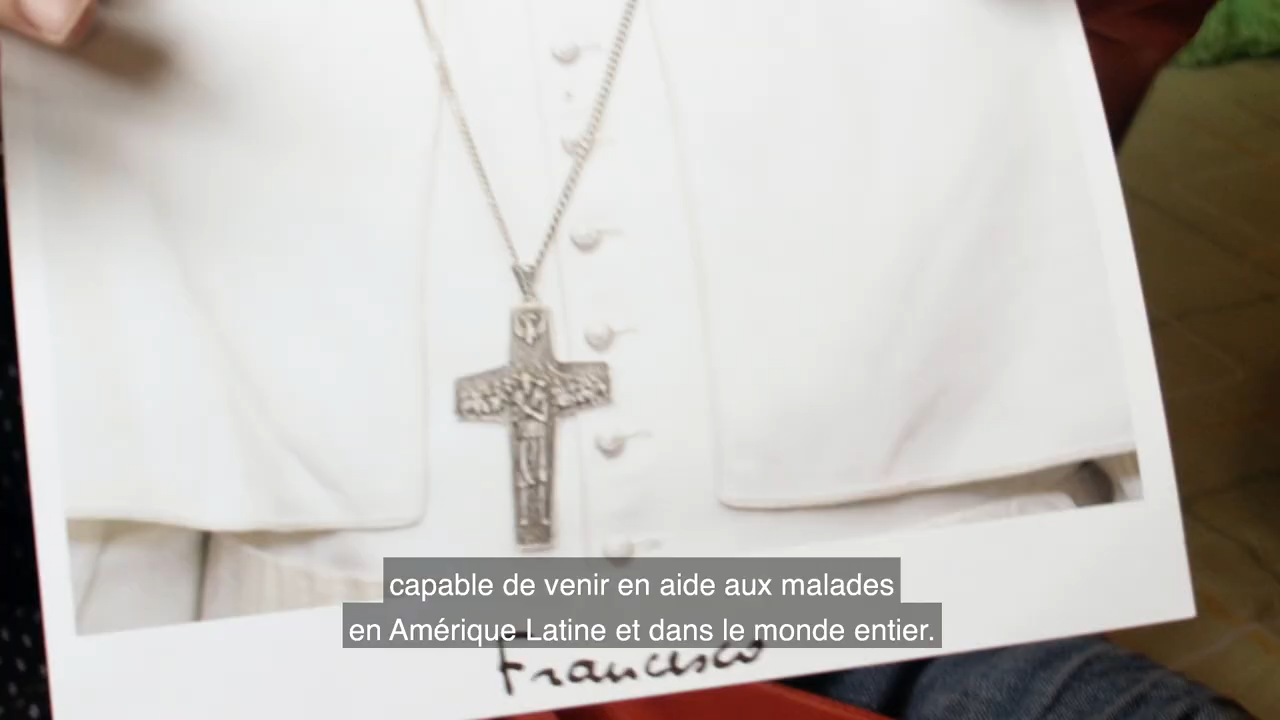 capable de venir en aide aux malades
en Amérique Latine et dans le monde entier.
Francesco